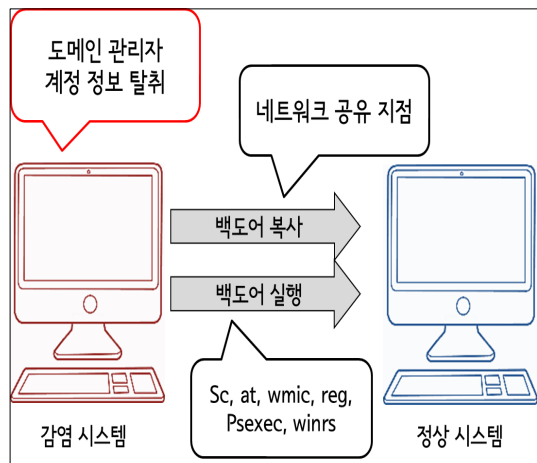 도메인 관리자
계정 정보 탈취
네트워크 공유 지점
백도어 복사
백도어 실행
Sc, at, wmic, reg,
Psexec, winrs
감염 시스템
정상 시스템